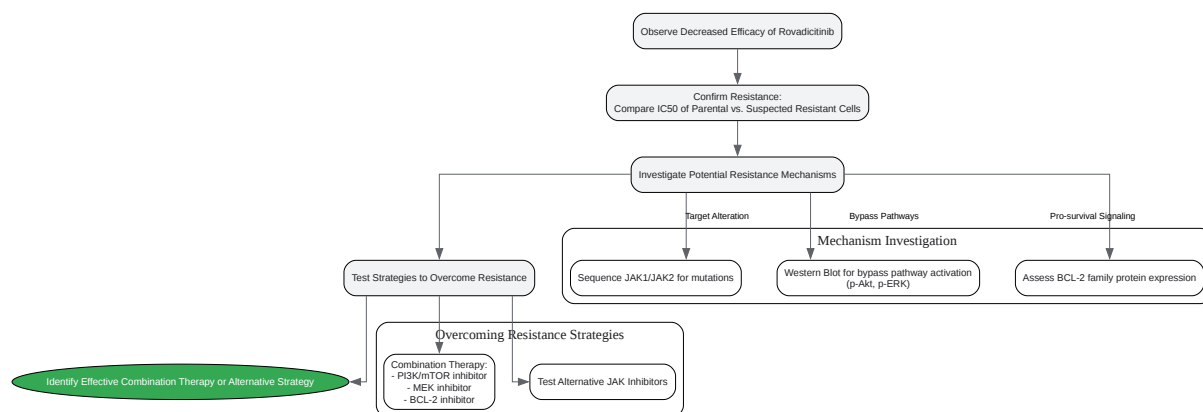 Observe Decreased Efficacy of Rovadicitinib
Confirm Resistance:
Compare IC50 of Parental vs. Suspected Resistant Cells
Investigate Potential Resistance Mechanisms
Target Alteration
Bypass Pathways
Pro-survival Signaling
Mechanism Investigation
Sequence JAK1/JAK2 for mutations
Western Blot for bypass pathway activation
(p-Akt, p-ERK)
Assess BCL-2 family protein expression
Test Strategies to Overcome Resistance
Overcoming Resistance Strategies
Combination Therapy:
- PI3K/mTOR inhibitor
- MEK inhibitor
- BCL-2 inhibitor
Test Alternative JAK Inhibitors
Identify Effective Combination Therapy or Alternative Strategy